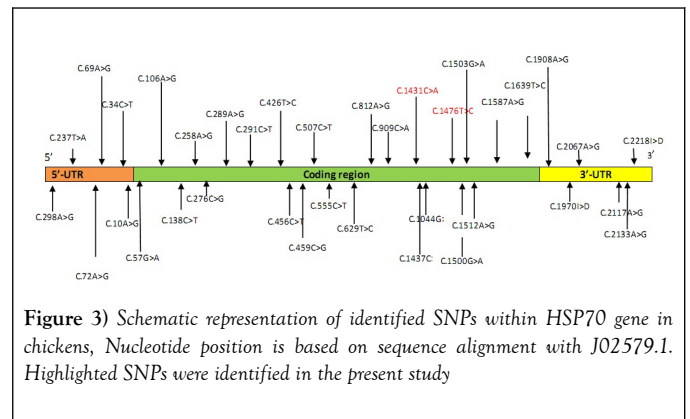 C.1503G>A
C.1908A>G
C.69A>G
C.106A>G
C.1431C>A
C.1639T>C
C.34C>T
C.289A>G
C.426T>C
C.812A>G
C.1476T>C
C.1587A>G
C.237T>A
C.258A>G
C.291C>T
C.507C>T
C.909C>A
C.2067A>G
C.2218I>D
5'
3'
5'-UTR
Coding region
3'-UTR
C.298A>G
C.10A>G
C.138C>T
C.276C>G
C.456C>T
C.555C>T
C.629T>C
C.1044G:
C.1512A>G
C.1970I>D
C.2117A>G
C.72A>G
C.57G>A
C.459C>G
C.1437C:
C.1500G>A
C.2133A>G
Figure 3) Schematic representation of identified SNPs within HSP70 gene in
chickens, Nucleotide position is based on sequence alignment with J02579.1.
Highlighted SNPs were identified in the present study